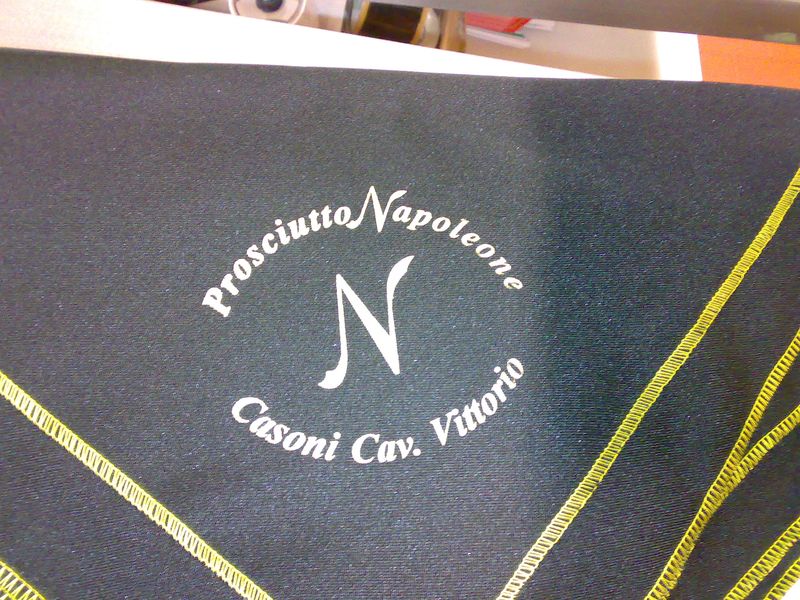 Prosciutto Napoleone
N
Casoni Cav. Vittorio